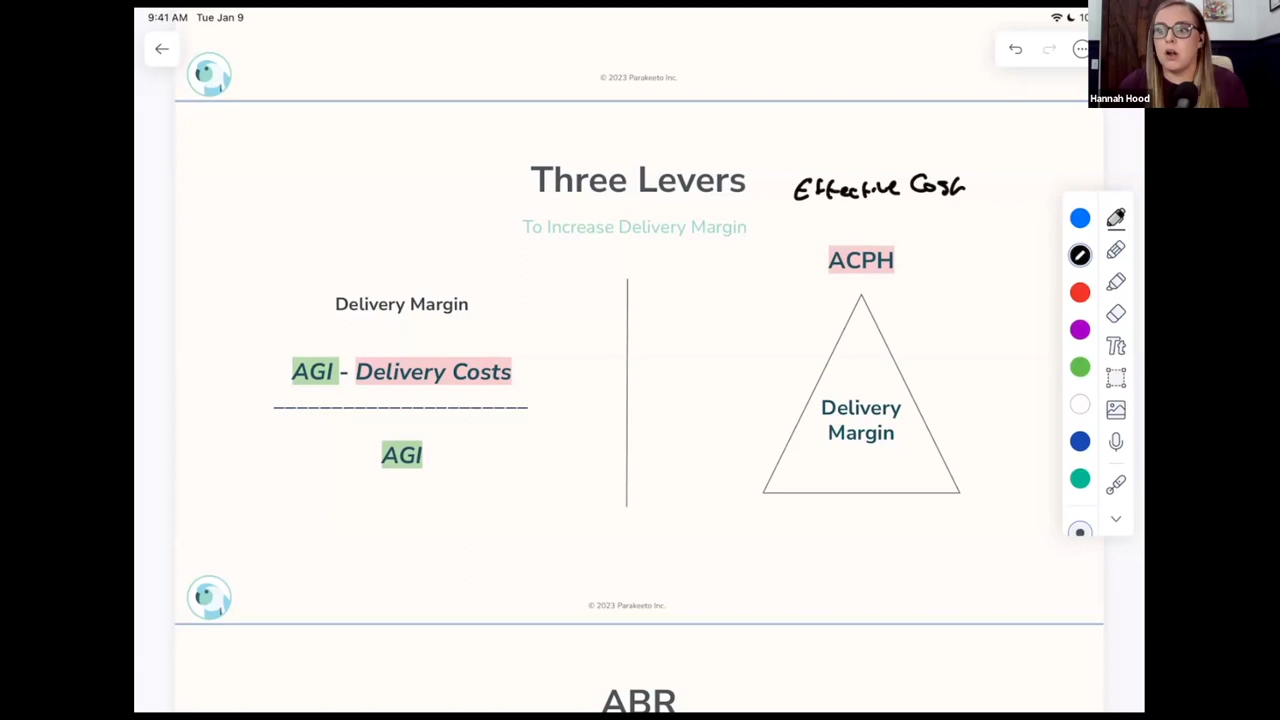 9:41 AM Tue Jan 9
Hannah Hood
© 2023 Parakeeto Inc.
Three Levers
Effective Cost
To Increase Delivery Margin
ACPH
Delivery Margin
AGI - Delivery Costs
AGI
Delivery
Margin
Tt
© 2023 Parakeeto Inc.
ABR